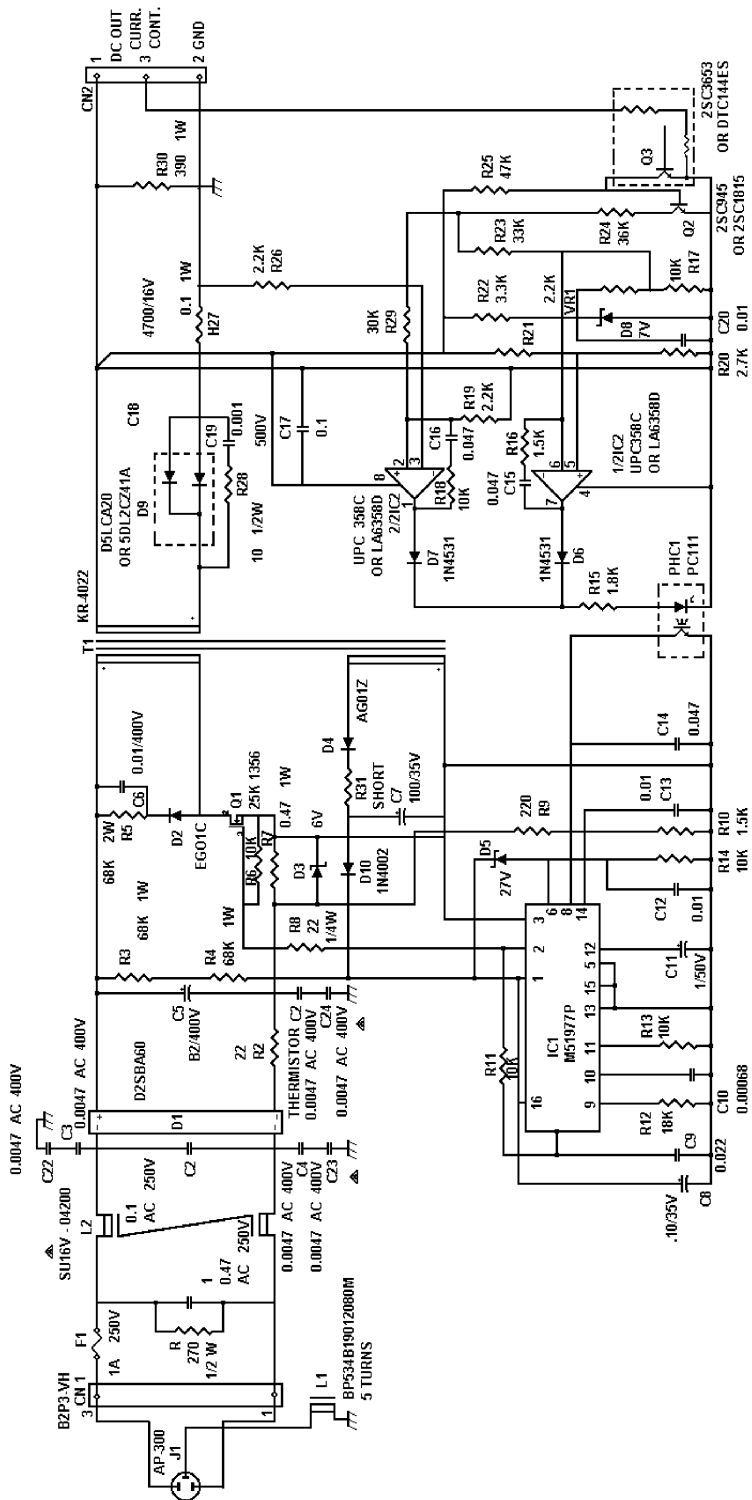 AP-300
J1
B2P3-VH
CN 1
3
1
F1
1A
250V
R
270
1/2 W
1
0.47
AC 250V
L1
BP534B19012080M
5 TURNS
SU16V - 04200
L2
0.1
AC 250V
0.0047 AC 400V
0.0047 AC 400V
0.0047 AC 400V
C22
C3
C2
C4
C23
0.0047 AC 400V
D2SBA60
D1
+
-
22
R2
THERMISTOR
0.0047 AC 400V
0.0047 AC 400V
C2
C24
C5
B2/400V
R3
68K 1W
R4
68K 1W
68K
2W
R5
C6
0.01/400V
D2
EG01C
Q1
25K 1356
2
3
R6
10K
R7
0.47 1W
R8
22
1/4W
D3
6V
D10
1N4002
R31
SHORT
D4
AG01Z
C7
100/35V
T1
KR-4022
D5LCA20
OR 5DL2CZ41A
D9
C18
4700/16V
C19
0.001
500V
R28
10 1/2W
0.1 1W
H27
R30
390 1W
CN2
1
3
2 GND
DC OUT
CURR.
CONT.
2.2K
R26
C17
0.1
30K
R29
8
2
3
1
UPC 358C
OR LA6358D
2/2IC2
R18
10K
C16
0.047
R19
2.2K
D7
1N4531
D6
1N4531
0.047
C15
R16
1.5K
6
5
7
4
1/2IC2
UPC358C
OR LA6358D
R15
1.8K
PHC1
PC111
R21
R22
3.3K
2.2K
R23
33K
R24
36K
R25
47K
VR1
D8
7V
10K
R17
C20
0.01
R20
2.7K
Q2
2SC945
OR 2SC1815
Q3
2SC3653
OR DTC144ES
220
R9
D5
27V
C14
0.047
0.01
C13
R10
1.5K
R14
10K
C12
0.01
C11
1/50V
IC1
M51977P
16
1
2
3
6
8
14
9
10
11
13
15
5
12
R11
10K
R13
10K
R12
18K
C10
0.00068
C9
0.022
C8
.10/35V